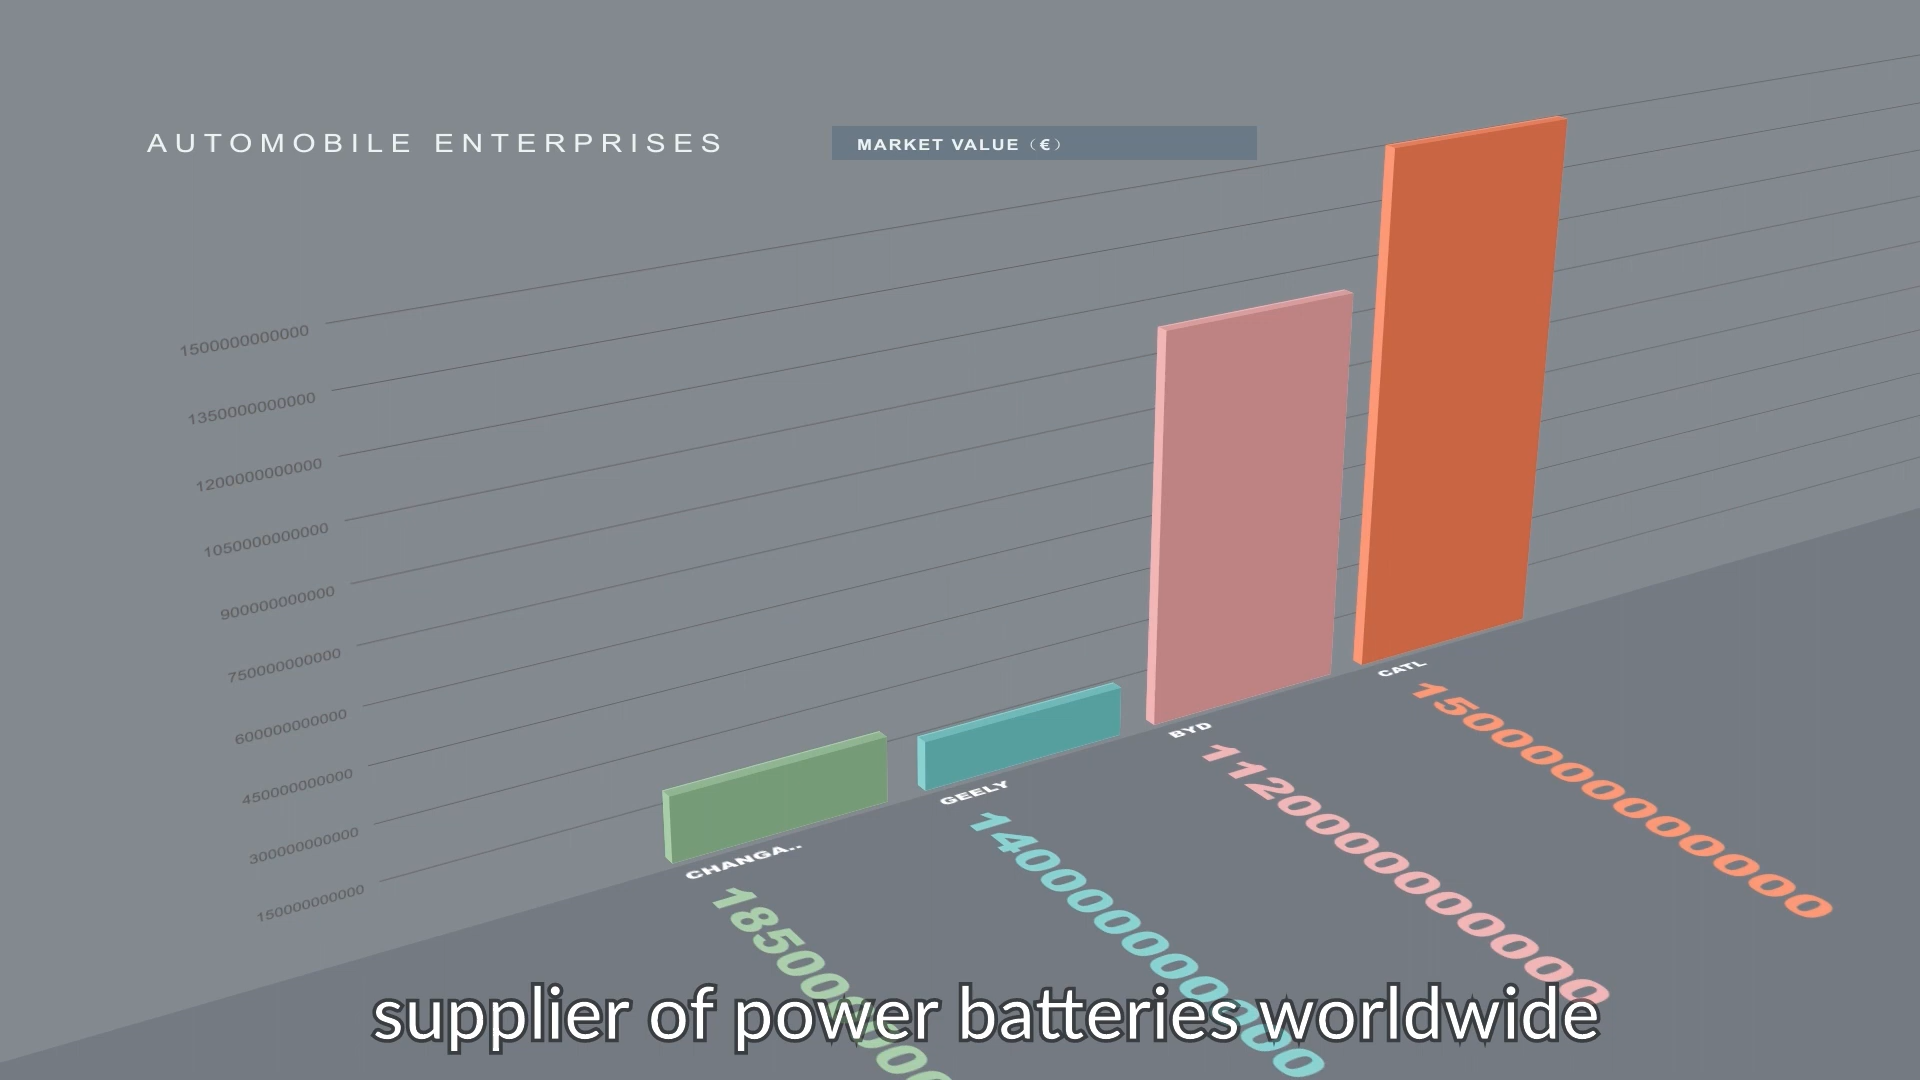 AUTOMOBILE ENTERPRISES
MARKET VALUE（€）
1500000000000
1350000000000
1200000000000
1050000000000
900000000000
750000000000
600000000000
450000000000
300000000000
150000000000
CATL
1500000000000
BYD
1120000000000
GEELY
140000000000
CHANGA..
supplier of power batteries worldwide